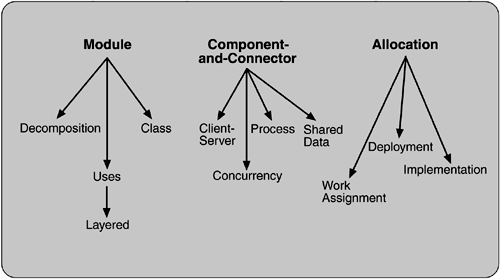 Module
Component-
and-Connector
Allocation
Decomposition
Class
Uses
Layered
Client-
Server
Process
Shared
Data
Concurrency
Work
Assignment
Deployment
Implementation